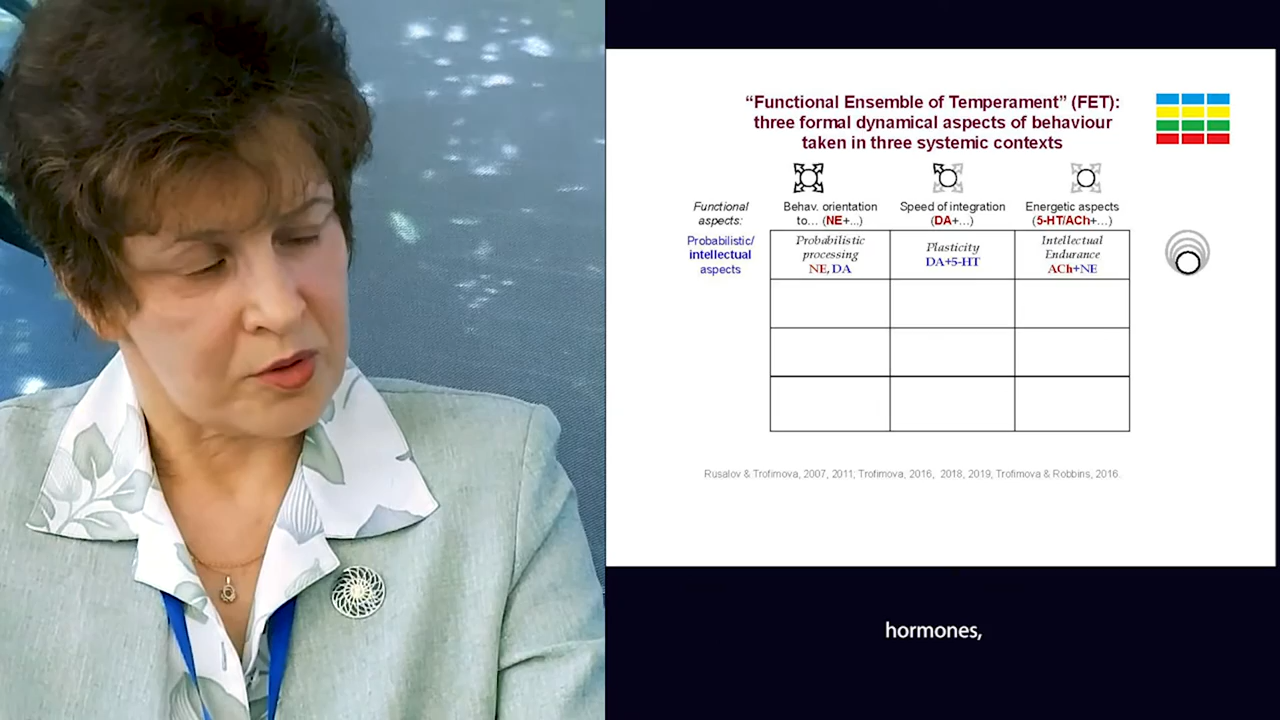 “Functional Ensemble of Temperament” (FET):
three formal dynamical aspects of behaviour
taken in three systemic contexts
Functional
aspects:
Behav. orientation
to... (NE+...)
Speed of integration
(DA+...)
Energetic aspects
(5-HT/ACh+...)
Probabilistic/
intellectual
aspects
Probabilistic
processing
NE, DA
Plasticity
DA+5-HT
Intellectual
Endurance
ACh+NE
Rusalov & Trofimova, 2007, 2011; Trofimova, 2016, 2018, 2019, Trofimova & Robbins, 2016.
hormones,